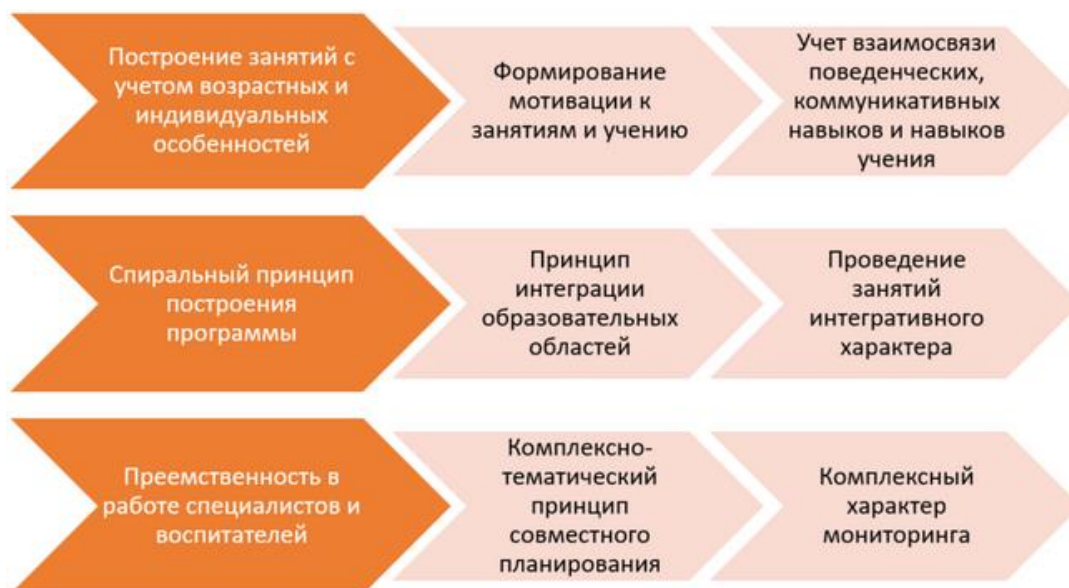 Построение занятий с
учетом возрастных и
индивидуальных
особенностей
Формирование
мотивации к
занятиям и учению
Учет взаимосвязи
поведенческих,
коммуникативных
навыков и навыков
учения
Спиральный принцип
построения
программы
Принцип
интеграции
образовательных
областей
Проведение
занятий
интегративного
характера
Преемственность в
работе специалистов и
воспитателей
Комплексно-
тематический
принцип
совместного
планирования
Комплексный
характер
мониторинга